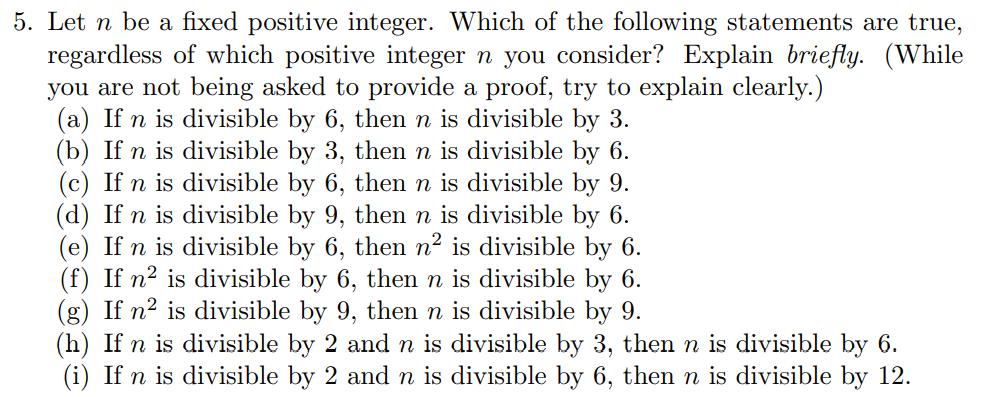 5. Let n be a fixed positive integer. Which of the following statements are true,
regardless of which positive integer n you consider? Explain briefly. (While
you are not being asked to provide a proof, try to explain clearly.)
(a) If n is divisible by 6, then n is divisible by 3.
(b) If n is divisible by 3, then n is divisible by 6.
(c) If n is divisible by 6, then n is divisible by 9.
(d) If n is divisible by 9, then n is divisible by 6.
(e) If n is divisible by 6, then n² is divisible by 6.
(f) If n² is divisible by 6, then n is divisible by 6.
(g) If n² is divisible by 9, then n is divisible by 9.
(h) If n is divisible by 2 and n is divisible by 3, then n is divisible by 6.
(i) If n is divisible by 2 and n is divisible by 6, then n is divisible by 12.